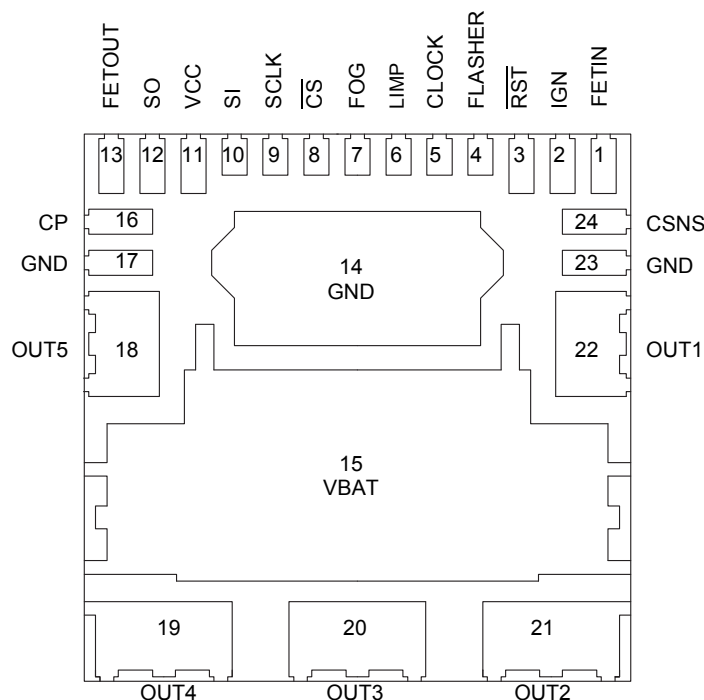 FETOUT
SO
VCC
SI
SCLK
CS
FOG
LIMP
CLOCK
FLASHER
RST
IGN
FETIN
13 12 11 10 9 8 7 6 5 4 3 2 1
CP 16 24 CSNS
14
GND
GND 17 23 GND
OUT5 18 22 OUT1
15
VBAT
19 20 21
OUT4 OUT3 OUT2